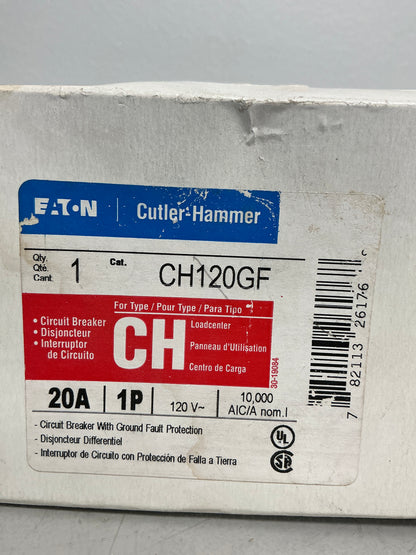 EATON Cutler-Hammer
Qty.
Qté.
Cant.
1
Cat.
CH120GF
• Circuit Breaker
• Disjoncteur
• Interruptor
de Circuito
For Type / Pour Type / Para Tipo
CH
Loadcenter
Panneau d'Utilisation
Centro de Carga
30-19084
20A
1P
120 V~
10,000
AIC/A nom.I
- Circuit Breaker With Ground Fault Protection
- Disjoncteur Differentiel
- Interruptor de Circuito con Protección de Falla a Tierra
UL
7 82113 26176